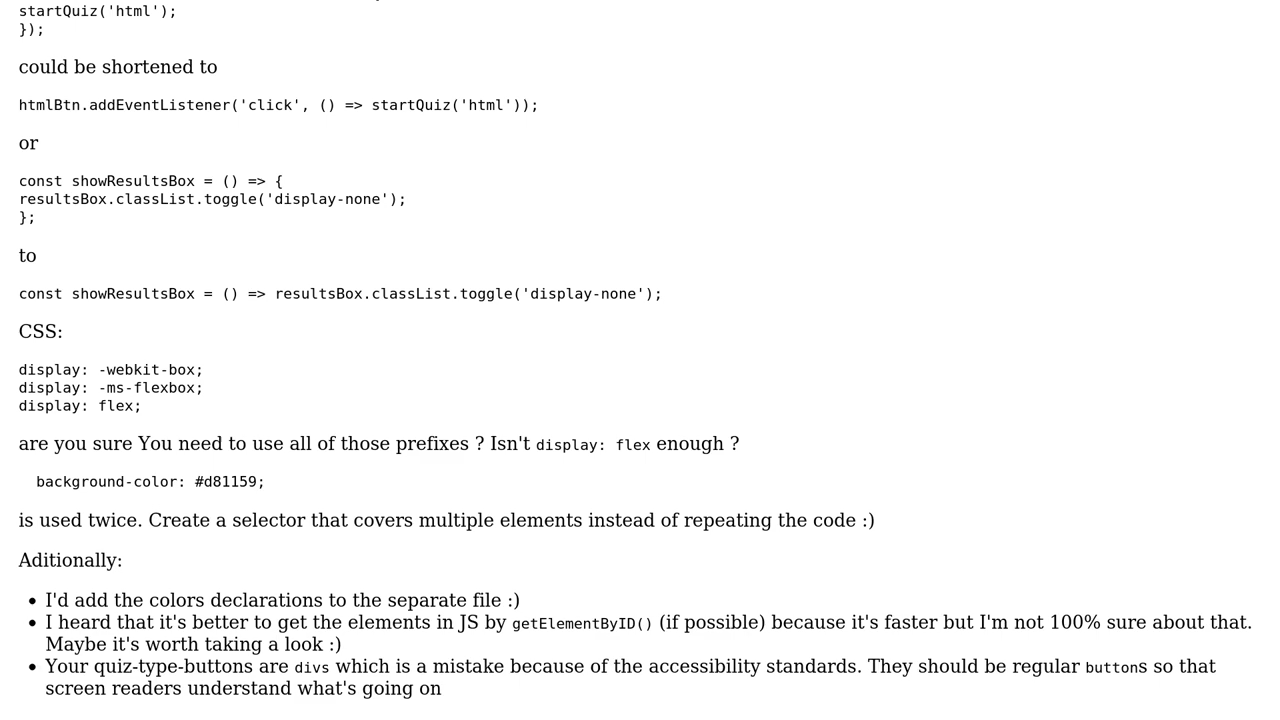 startQuiz('html');
});
could be shortened to
htmlBtn.addEventListener('click', () => startQuiz('html'));
or
const showResultsBox = () => {
resultsBox.classList.toggle('display-none');
};
to
const showResultsBox = () => resultsBox.classList.toggle('display-none');
CSS:
display: -webkit-box;
display: -ms-flexbox;
display: flex;
are you sure You need to use all of those prefixes ? Isn't display: flex enough ?
background-color: #d81159;
is used twice. Create a selector that covers multiple elements instead of repeating the code :)
Aditionally:
• I'd add the colors declarations to the separate file :)
• I heard that it's better to get the elements in JS by getElementByID() (if possible) because it's faster but I'm not 100% sure about that.
Maybe it's worth taking a look :)
• Your quiz-type-buttons are divs which is a mistake because of the accessibility standards. They should be regular buttons so that
screen readers understand what's going on